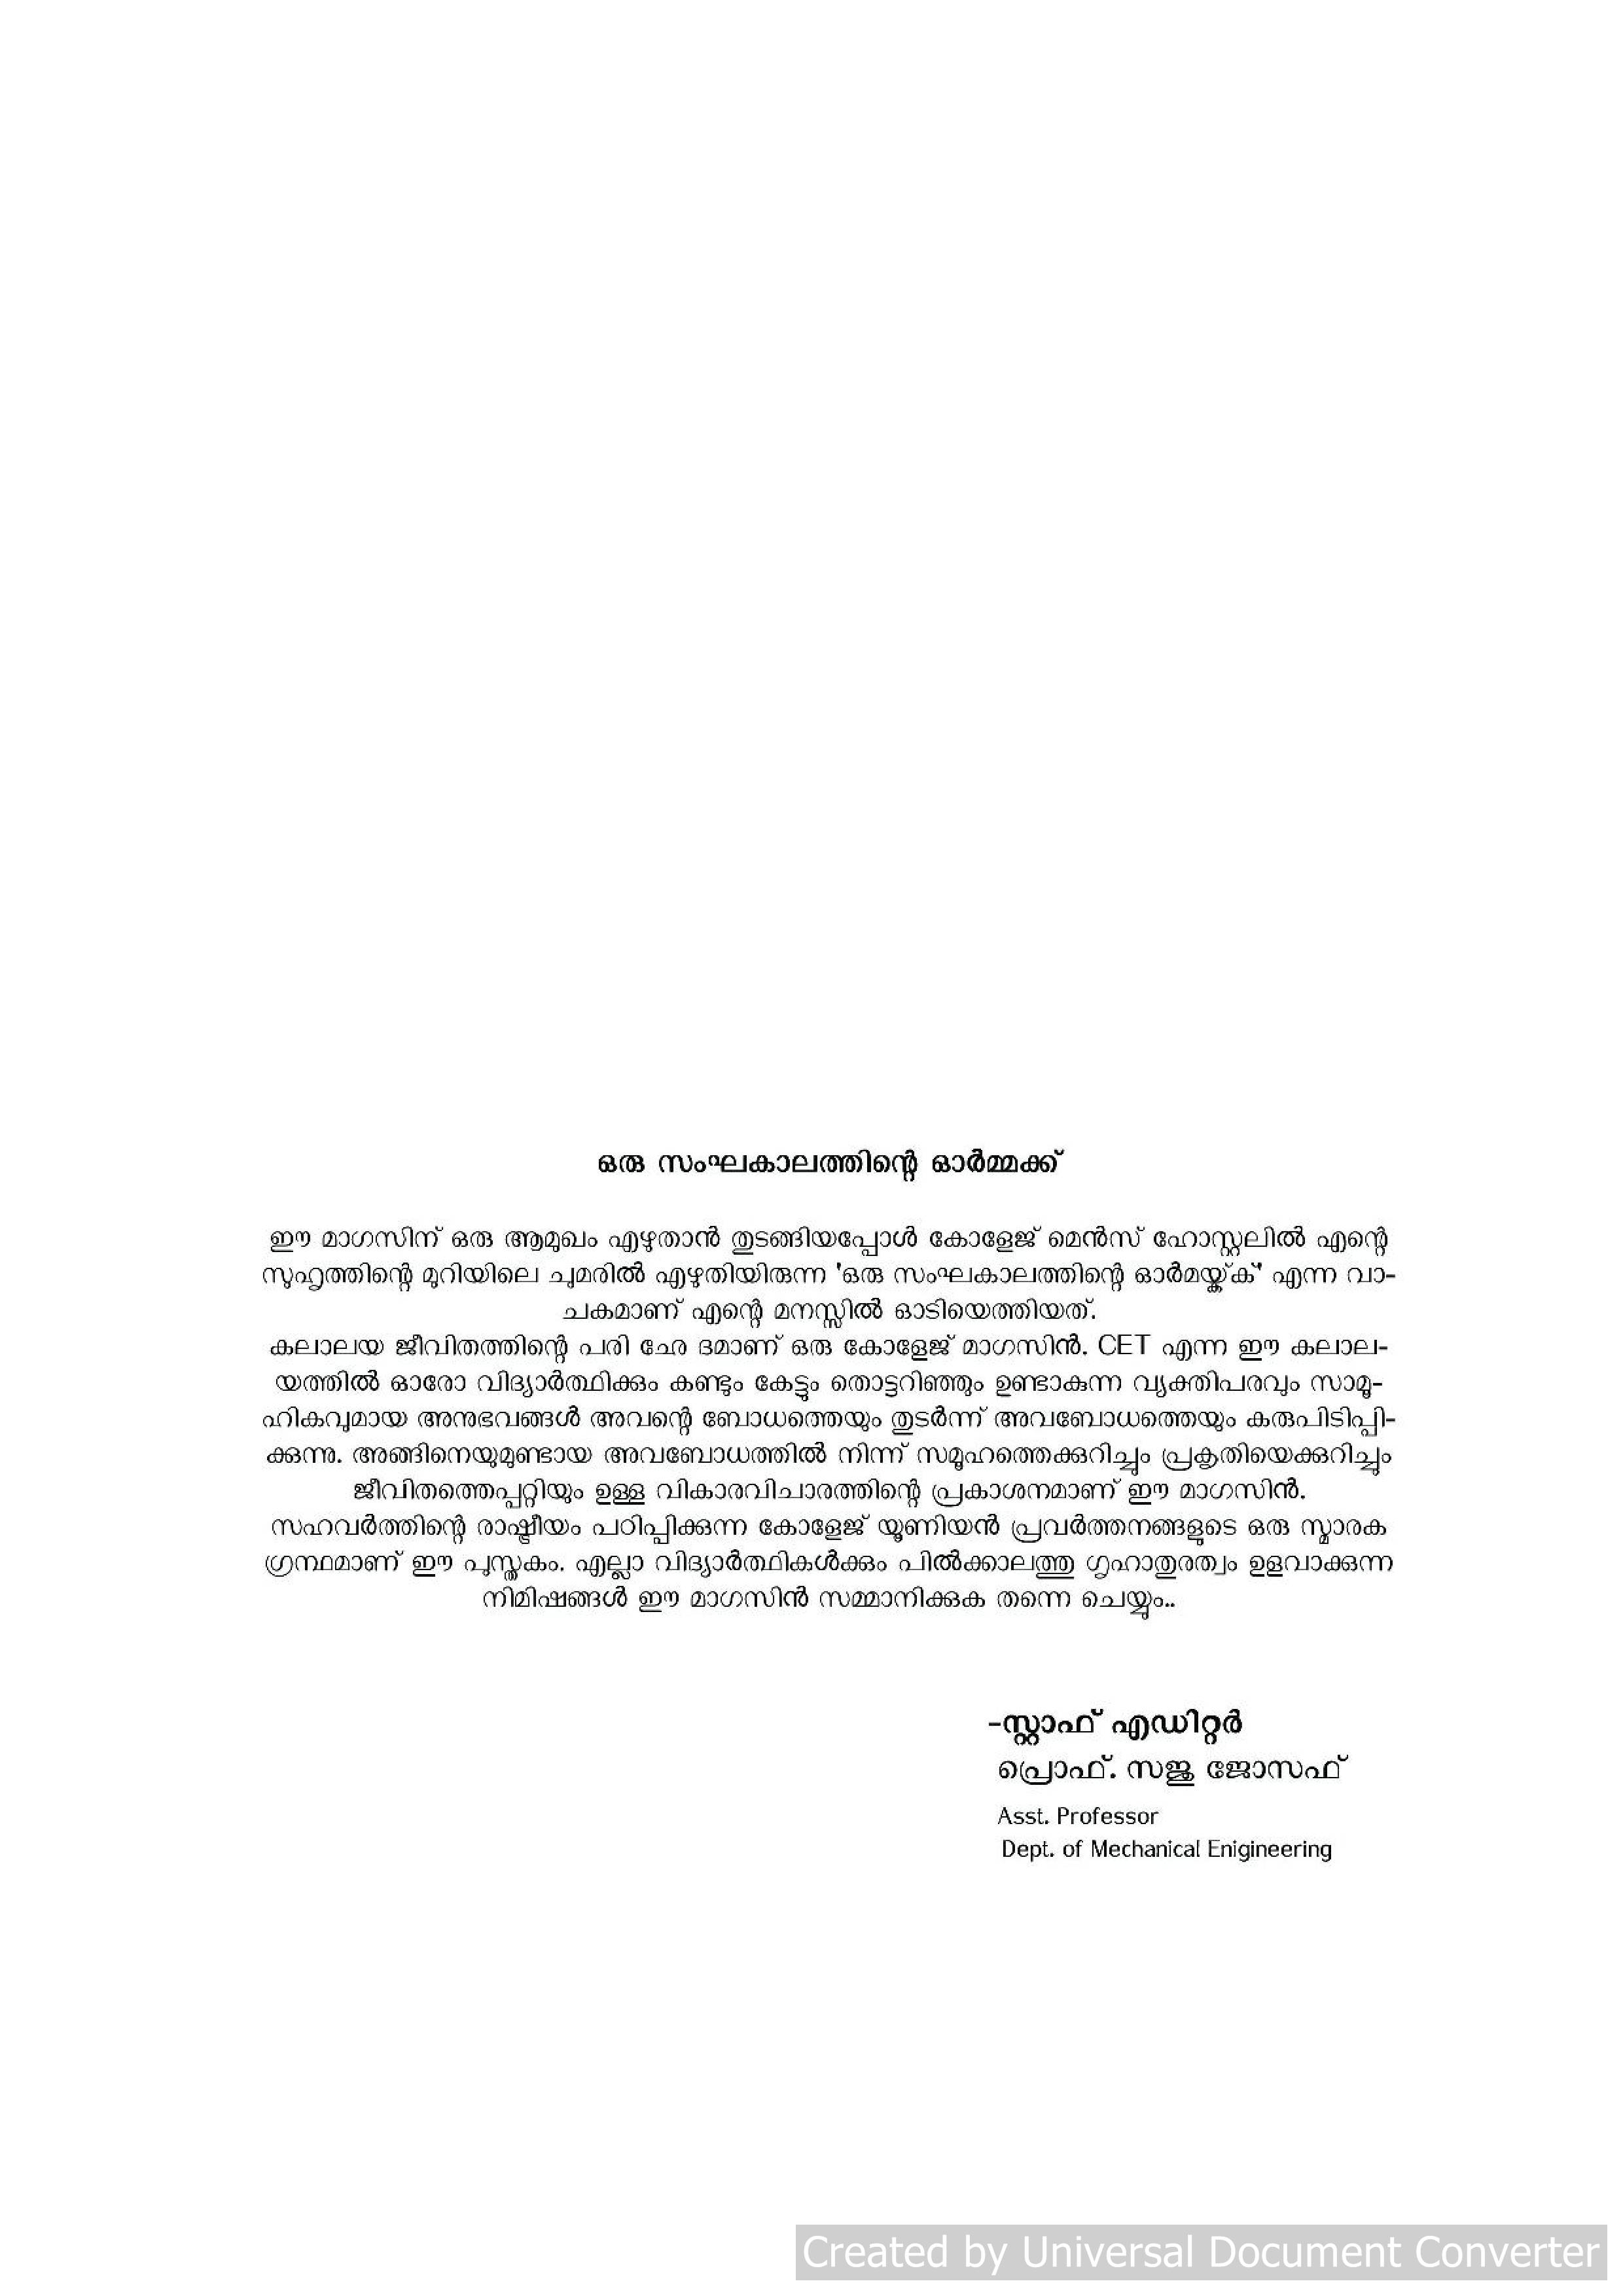 ഒരു സംഘകാലത്തിന്റെ ഓർമ്മക്ക്
ഈ മാഗസിന് ഒരു ആമുഖം എഴുതാൻ തുടങ്ങിയപ്പോൾ കോളേജ് മെൻസ് ഹോസ്റ്റലിൽ എന്റെ
സുഹൃത്തിന്റെ മുറിയിലെ ചുമരിൽ എഴുതിയിരുന്ന 'ഒരു സംഘകാലത്തിന്റെ ഓർമയ്ക്ക്' എന്ന വാ-
ചകമാണ് എന്റെ മനസ്സിൽ ഓടിയെത്തിയത്.
കലാലയ ജീവിതത്തിന്റെ പരി ഛേ ദമാണ് ഒരു കോളേജ് മാഗസിൻ. CET എന്ന ഈ കലാല-
യത്തിൽ ഓരോ വിദ്യാർത്ഥിക്കും കണ്ടും കേട്ടും തൊട്ടറിഞ്ഞും ഉണ്ടാകുന്ന വ്യക്തിപരവും സാമൂ-
ഹികവുമായ അനുഭവങ്ങൾ അവന്റെ ബോധത്തെയും തുടർന്ന് അവബോധത്തെയും കരുപിടിപ്പി-
ക്കുന്നു. അങ്ങിനെയുമുണ്ടായ അവബോധത്തിൽ നിന്ന് സമൂഹത്തെക്കുറിച്ചും പ്രകൃതിയെക്കുറിച്ചും
ജീവിതത്തെപ്പറ്റിയും ഉള്ള വികാരവിചാരത്തിന്റെ പ്രകാശനമാണ് ഈ മാഗസിൻ.
സഹവർത്തിന്റെ രാഷ്ട്രീയം പഠിപ്പിക്കുന്ന കോളേജ് യൂണിയൻ പ്രവർത്തനങ്ങളുടെ ഒരു സ്മാരക
ഗ്രന്ഥമാണ് ഈ പുസ്തകം. എല്ലാ വിദ്യാർത്ഥികൾക്കും പിൽക്കാലത്തു ഗൃഹാതുരത്വം ഉളവാക്കുന്ന
നിമിഷങ്ങൾ ഈ മാഗസിൻ സമ്മാനിക്കുക തന്നെ ചെയ്യും..
-സ്റ്റാഫ് എഡിറ്റർ
പ്രൊഫ്. സജു ജോസഫ്
Asst. Professor
Dept. of Mechanical Enigineering
Created by Universal Document Converter